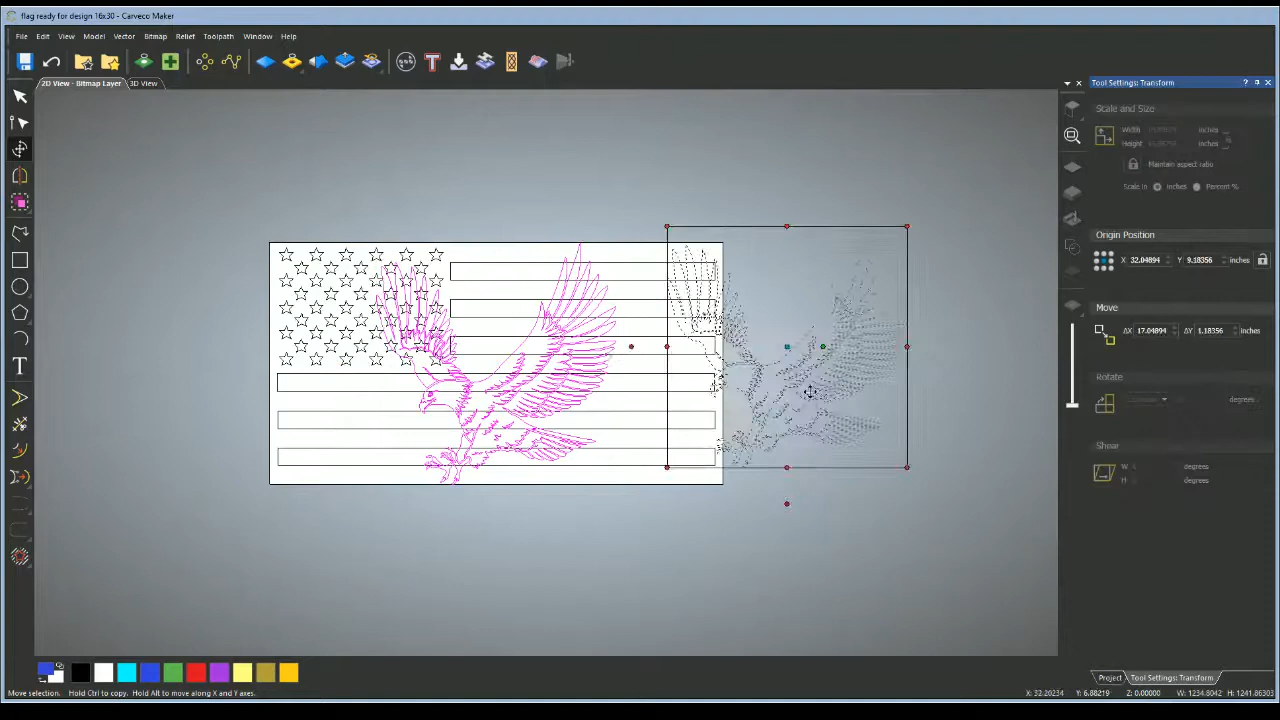 flag ready for design 16x30 - Carveco Maker
File Edit View Model Vector Bitmap Relief Toolpath Window Help
2D View - Bitmap Layer 3D View
Tool Settings: Transform
Scale and Size
Width inches
Height inches
Maintain aspect ratio
Scale in Inches Percent %
Origin Position
X 32.04894 Y 9.18356 inches
Move
ΔX 17.04894 ΔY 1.18356 inches
Rotate
degrees
Shear
W degrees
H degrees
Project Tool Settings: Transform
Move selection. Hold Ctrl to copy. Hold Alt to move along X and Y axes.
X: 32.20234 Y: 6.88219 Z: 0.00000 W: 1234.8042 H: 1241.86303